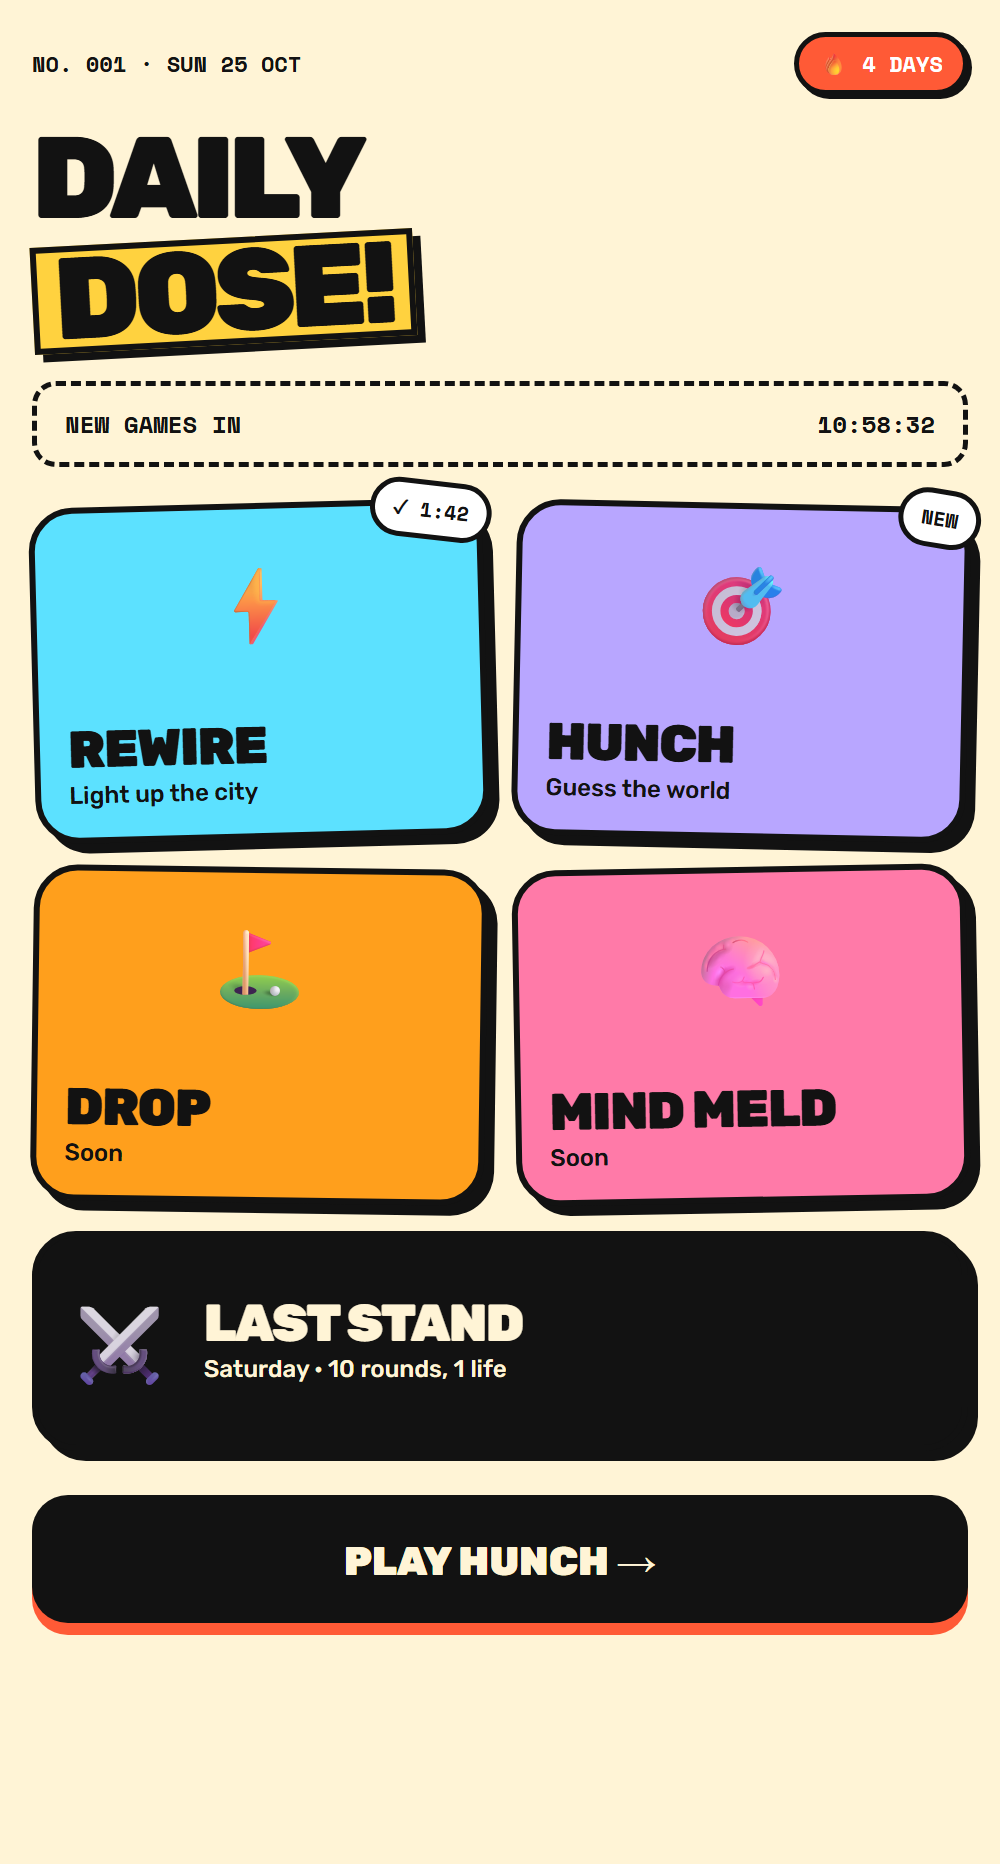 NO. 001 · SUN 25 OCT
🔥 4 DAYS
DAILY
DOSE!
NEW GAMES IN
10:58:32
✓ 1:42
NEW
REWIRE
Light up the city
HUNCH
Guess the world
DROP
Soon
MIND MELD
Soon
LAST STAND
Saturday • 10 rounds, 1 life
PLAY HUNCH →